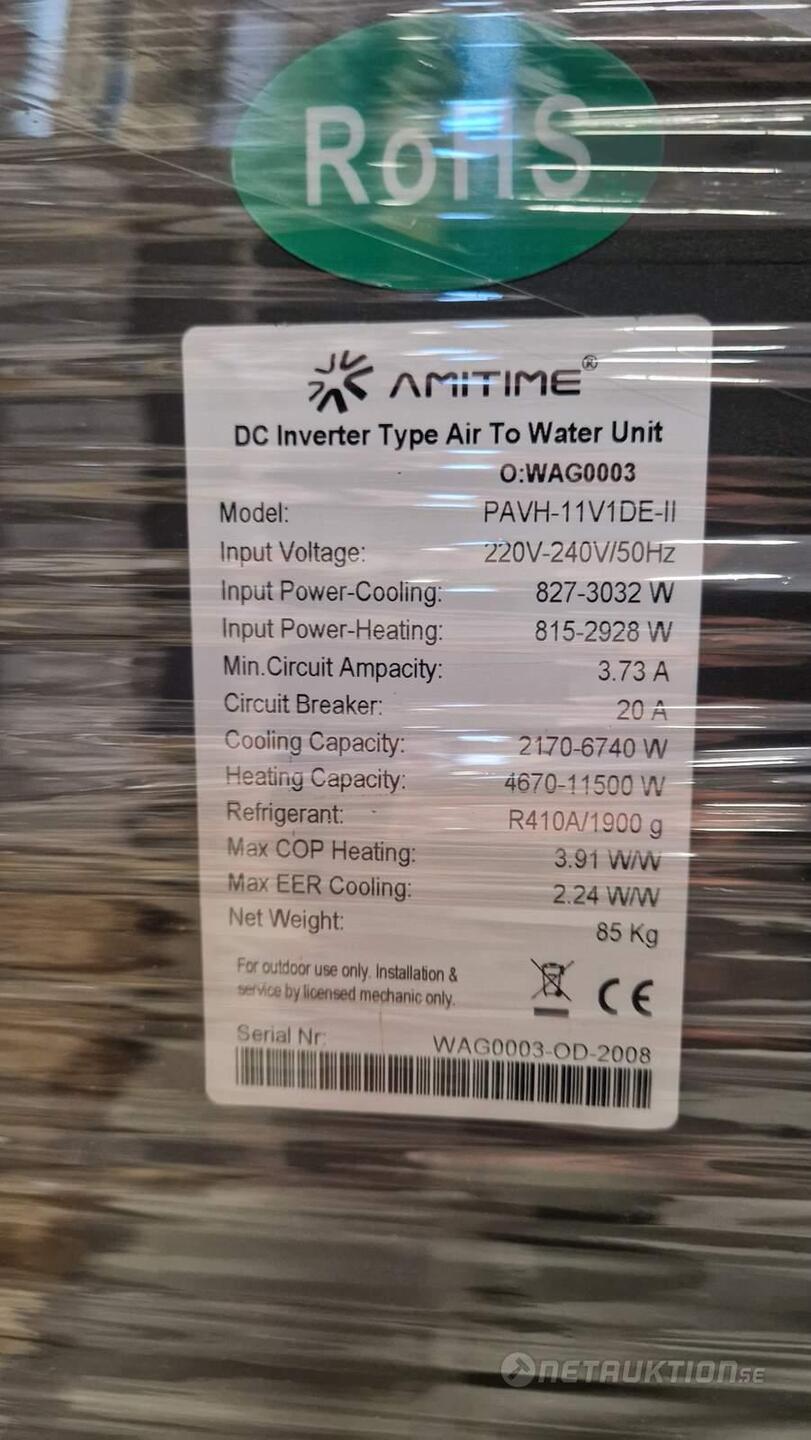 RoHS
AMITIME®
DC Inverter Type Air To Water Unit
O:WAG0003
Model: PAVH-11V1DE-II
Input Voltage: 220V-240V/50Hz
Input Power-Cooling: 827-3032 W
Input Power-Heating: 815-2928 W
Min.Circuit Ampacity: 3.73 A
Circuit Breaker: 20 A
Cooling Capacity: 2170-6740 W
Heating Capacity: 4670-11500 W
Refrigerant: R410A/1900 g
Max COP Heating: 3.91 W/W
Max EER Cooling: 2.24 W/W
Net Weight: 85 Kg
For outdoor use only. Installation &
service by licensed mechanic only.
CE
Serial Nr: WAG0003-OD-2008
NETAUKTION.SE